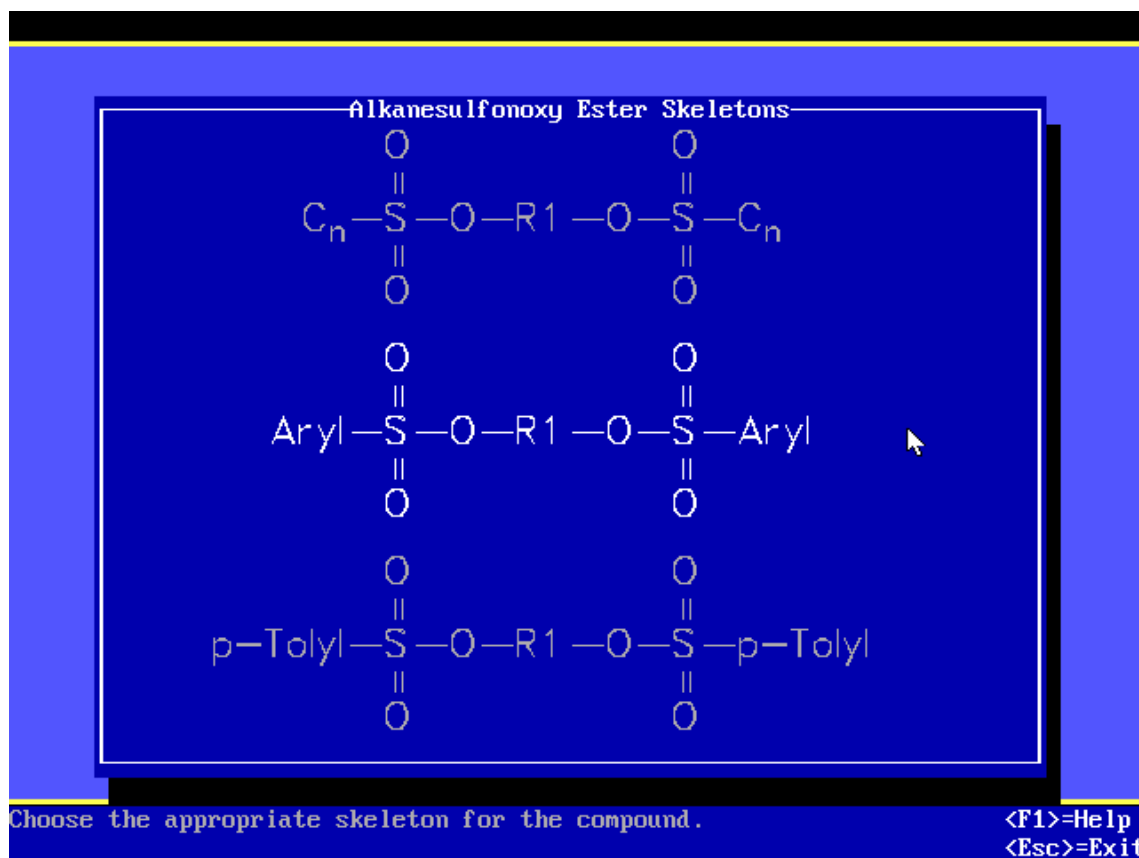 Alkanesulfonoxy Ester Skeletons
O O
|| ||
Cn—S—O—R1—O—S—Cn
|| ||
O O
O O
|| ||
Aryl—S—O—R1—O—S—Aryl
|| ||
O O
O O
|| ||
p—Tolyl—S—O—R1—O—S—p—Tolyl
|| ||
O O
Choose the appropriate skeleton for the compound. <F1>=Help
<Esc>=Exit